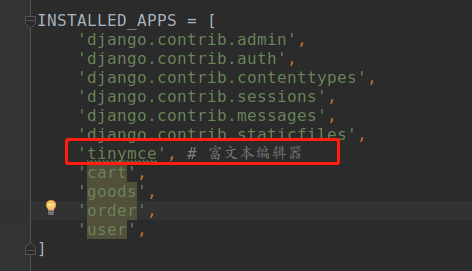 INSTALLED_APPS = [
'django.contrib.admin',
'django.contrib.auth',
'django.contrib.contenttypes',
'django.contrib.sessions',
'django.contrib.messages',
'django.contrib.staticfiles',
'tinymce', # 富文本编辑器
'cart',
'goods',
'order',
'user',
]